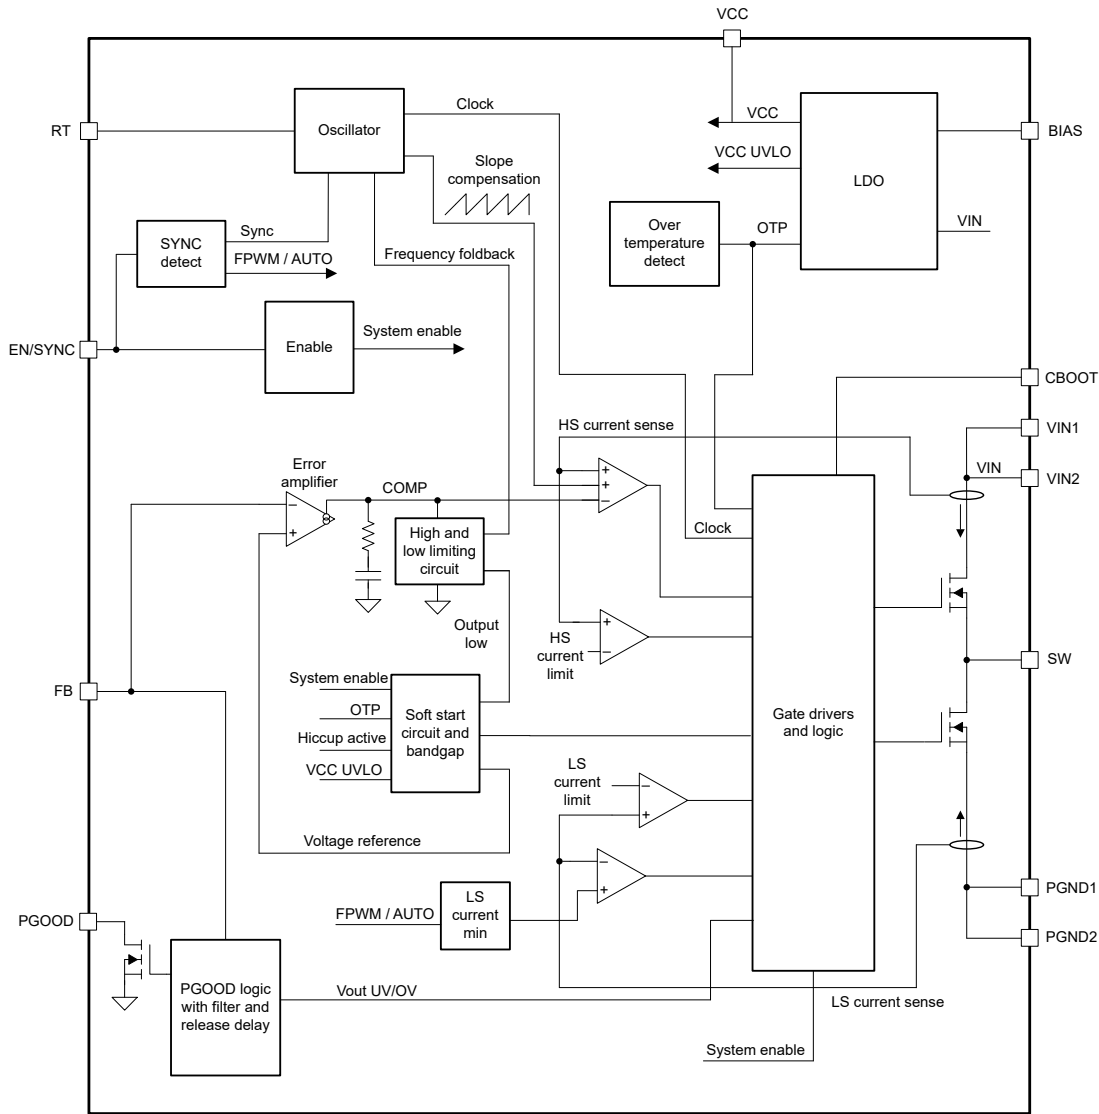 VCC
RT
Oscillator
Clock
Slope
compensation
VCC
VCC UVLO
LDO
BIAS
SYNC
detect
Sync
FPWM / AUTO
Frequency foldback
Over
temperature
detect
OTP
VIN
EN/SYNC
Enable
System enable
CBOOT
HS current sense
VIN1
VIN
VIN2
Error
amplifier
COMP
−
+
+
+
−
High and
low limiting
circuit
Clock
Output
low
HS
current
limit
+
−
SW
FB
System enable
OTP
Hiccup active
VCC UVLO
Soft start
circuit and
bandgap
Gate drivers
and logic
LS
current
limit
−
+
Voltage reference
−
+
FPWM / AUTO
LS
current
min
PGND1
PGOOD
PGND2
PGOOD logic
with filter and
release delay
Vout UV/OV
LS current sense
System enable